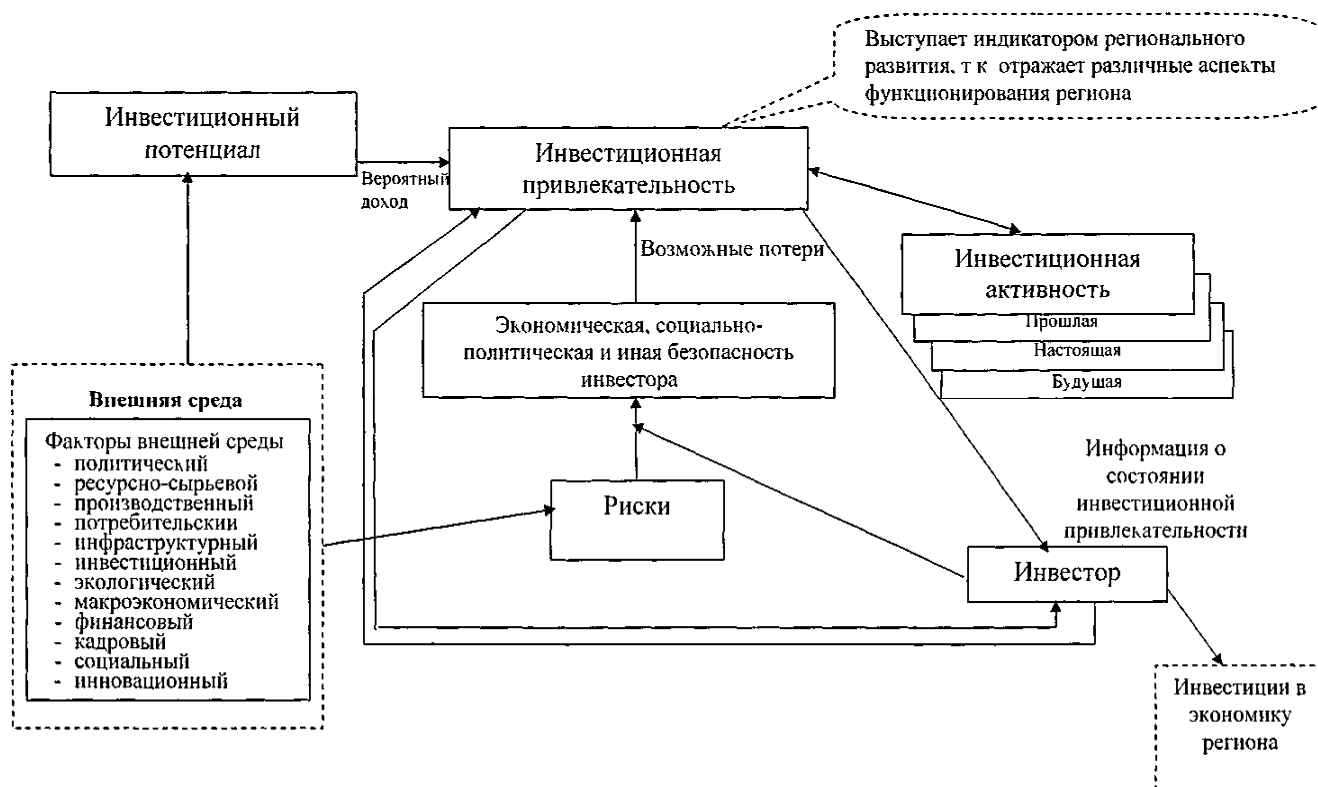 Выступает индикатором регионального
развития, т к отражает различные аспекты
функционирования региона
Инвестиционный
потенциал
Вероятный
доход
Инвестиционная
привлекательность
Возможные потери
Инвестиционная
активность
Прошлая
Настоящая
Будушая
Экономическая, социально-
политическая и иная безопасность
инвестора
Внешняя среда
Факторы внешней среды
- политический
- ресурсно-сырьевой
- производственный
- потребительскии
- инфраструктурный
- инвестиционный
- экологический
- макроэкономический
- финансовый
- кадровый
- социальный
- инновационный
Риски
Информация о
состоянии
инвестиционной
привлекательности
Инвестор
Инвестиции в
экономику
региона